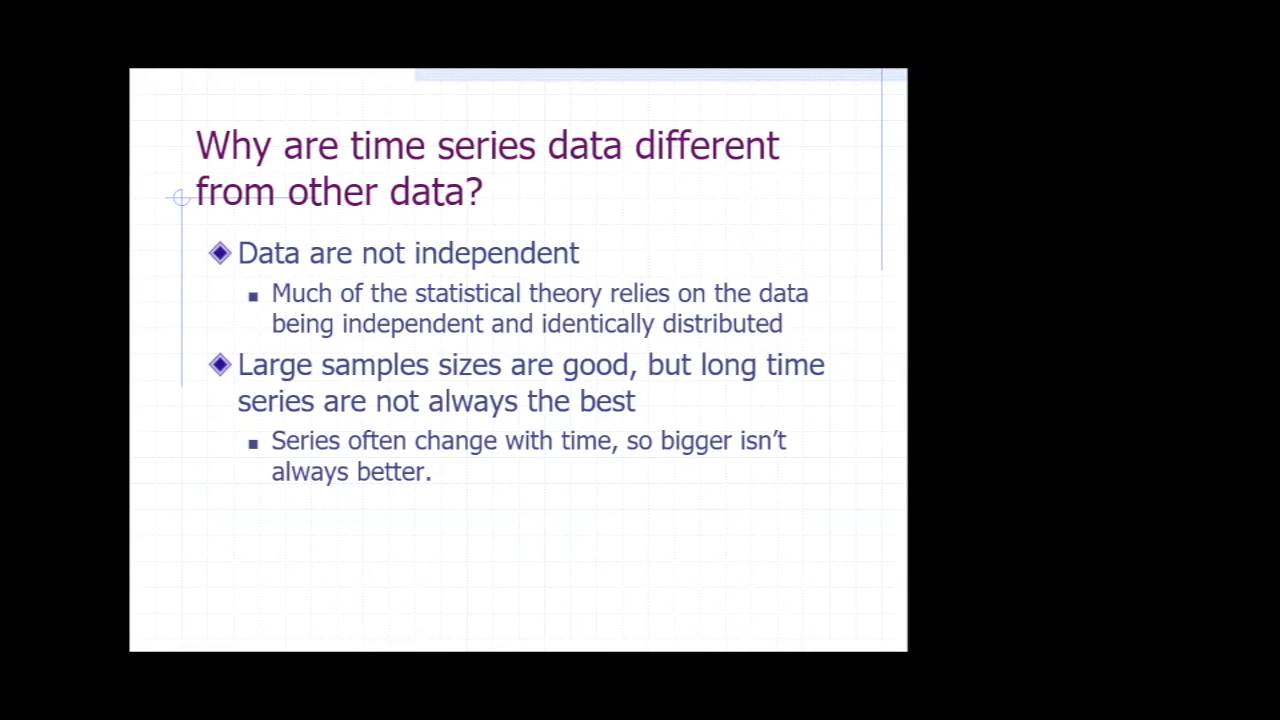 Why are time series data different
from other data?
Data are not independent
Much of the statistical theory relies on the data
being independent and identically distributed
Large samples sizes are good, but long time
series are not always the best
Series often change with time, so bigger isn’t
always better.